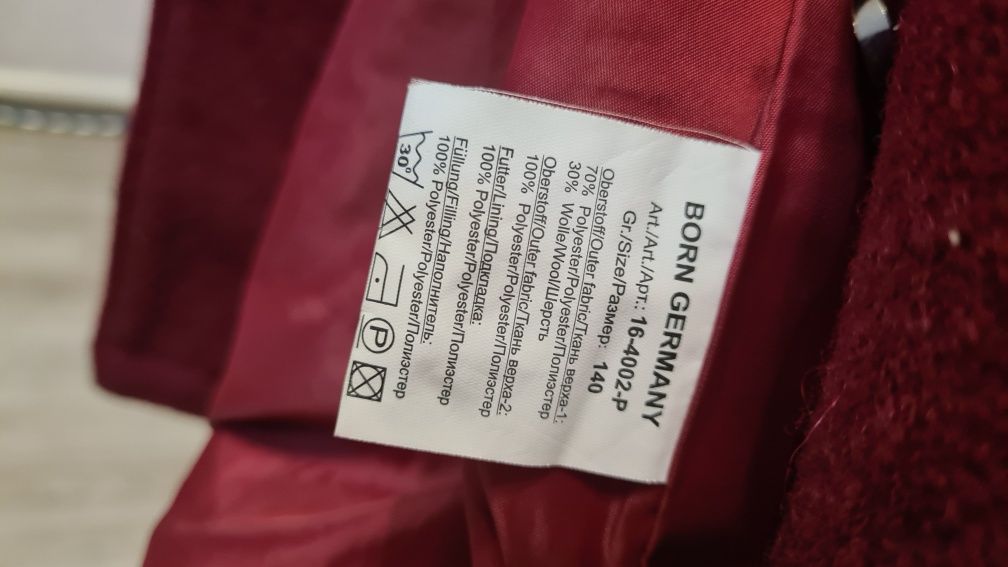 BORN GERMANY
Art./Art./Арт.: 16-4002-P
Gr./Size/Размер: 140
Oberstoff/Outer fabric/Ткань верха-1:
70% Polyester/Polyester/Полиэстер
30% Wolle/Wool/Шерсть
Oberstoff/Outer fabric/Ткань верха-2:
100% Polyester/Polyester/Полиэстер
Futter/Lining/Подкладка:
100% Polyester/Polyester/Полиэстер
Füllung/Filling/Наполнитель:
100% Polyester/Polyester/Полиэстер
30° P